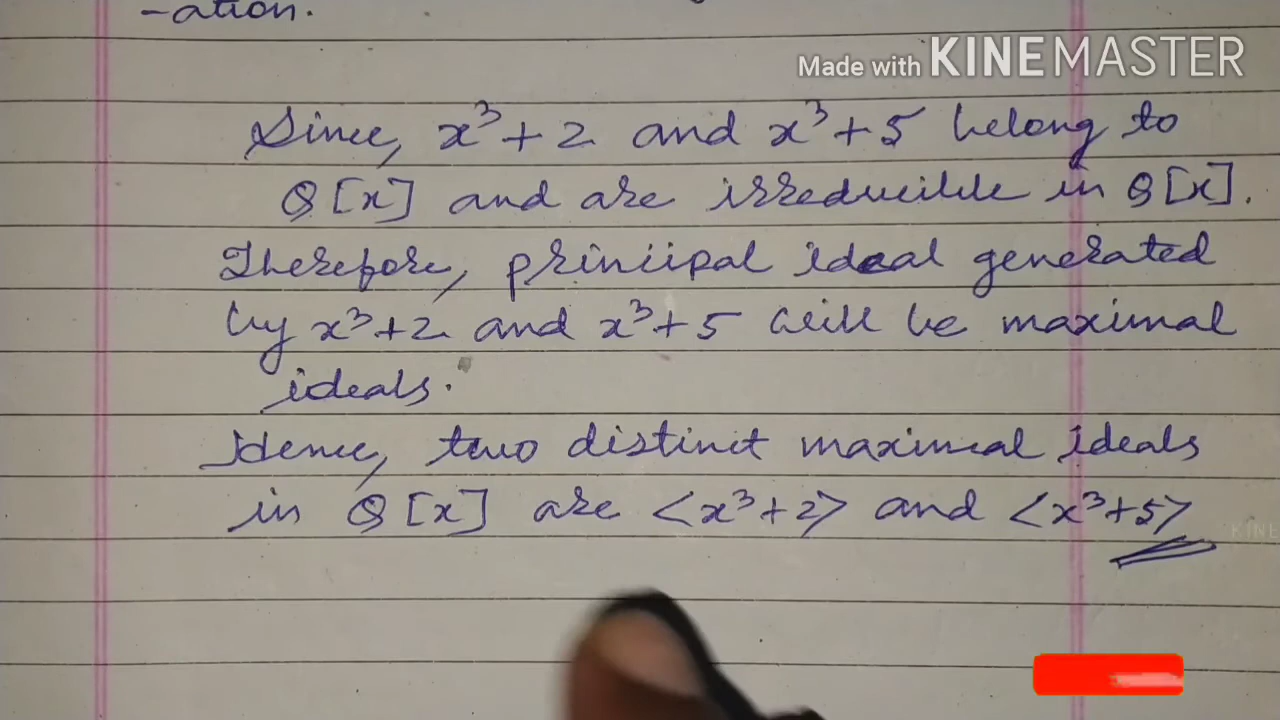 -ation.
Made with KINEMASTER
Since, x³+2 and x³+5 belong to
Q[x] and are irreducible in Q[x].
Therefore, principal ideal generated
by x³+2 and x³+5 will be maximal
ideals.
Hence, two distinct maximal ideals
in Q[x] are <x³+2> and <x³+5>
KINE